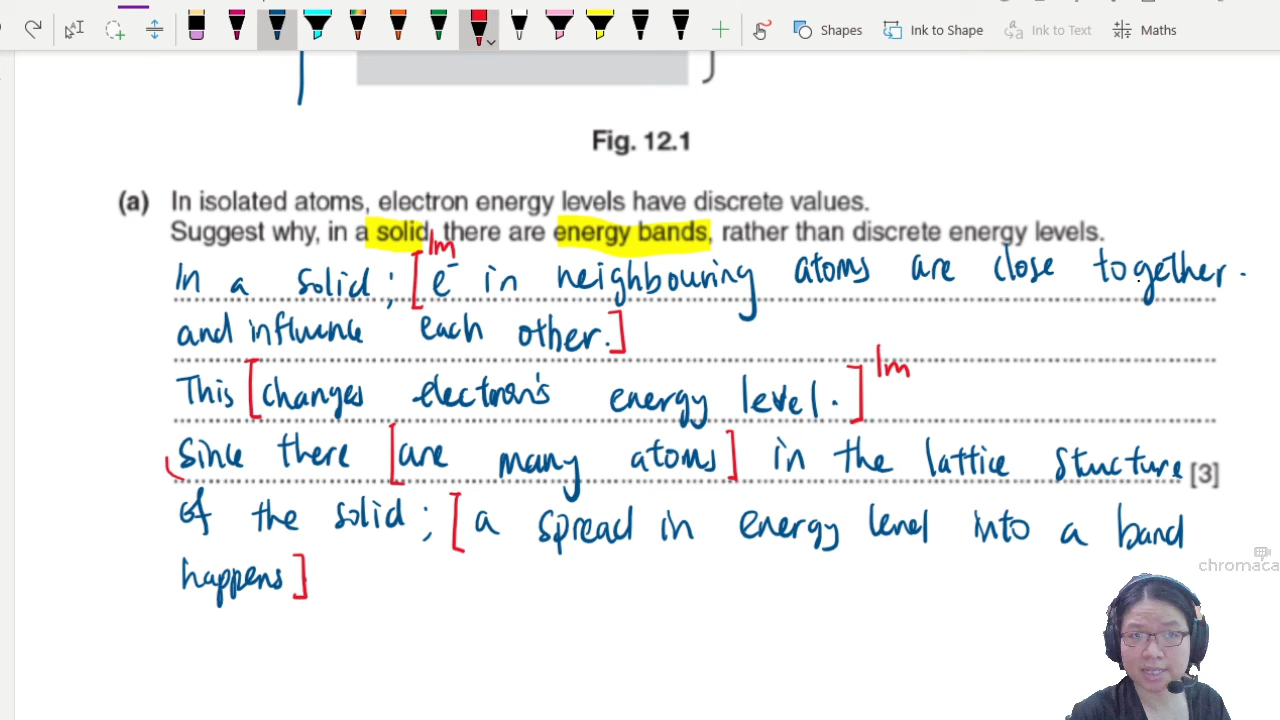 Shapes
Ink to Shape
Ink to Text
Maths
Fig. 12.1
(a) In isolated atoms, electron energy levels have discrete values.
Suggest why, in a solid, there are energy bands, rather than discrete energy levels.
1m
In a solid; [e⁻ in neighbouring atoms are close together.
and influence each other.]
This [changes electron's energy level.] 1m
Since there [are many atoms] in the lattice structure [3]
of the solid; [a spread in energy level into a band
happens]
chromaca